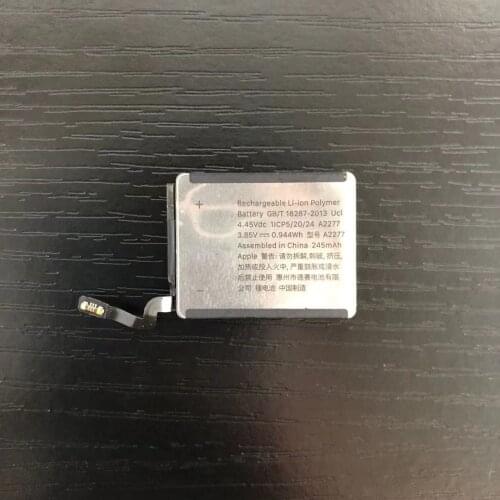 +
Rechargeable Li-ion Polymer
Battery GB/T 18287-2013 Ucl
4.45Vdc 1ICP5/20/24 A2277
3.85V⎓0.944Wh 型号 A2277
Assembled in China 245mAh
Apple 警告: 请勿拆解, 刺破, 挤压,
加热或投入火中, 严重鼓胀或浸水
后禁止使用 惠州市德赛电池有限
公司 锂电池 中国制造